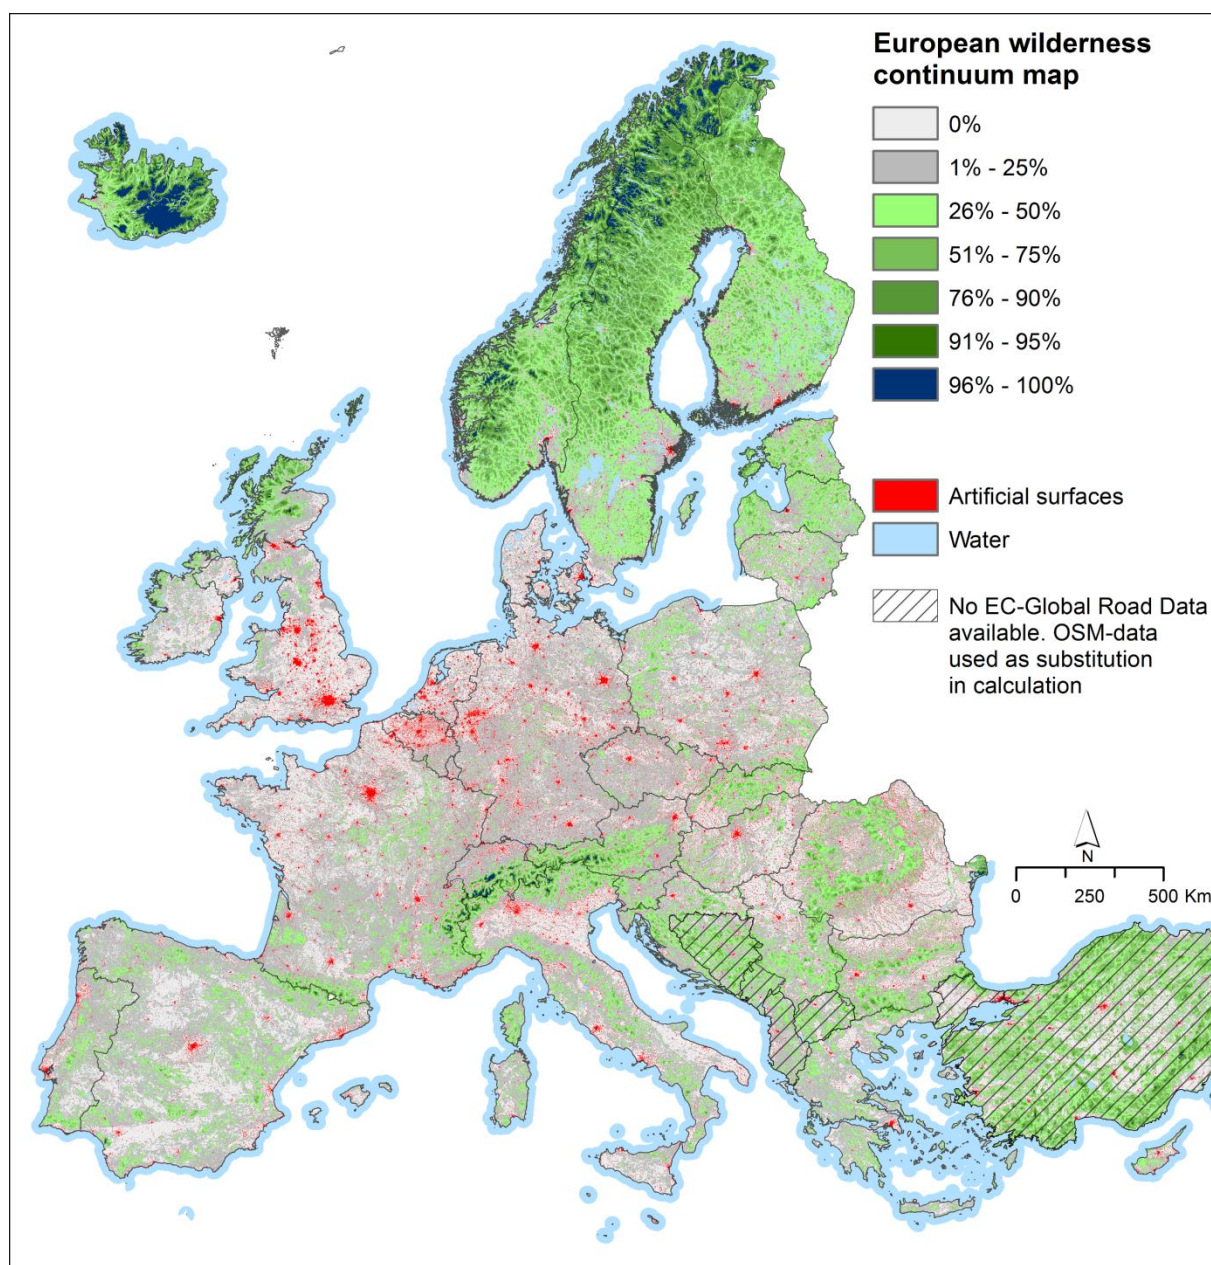 European wilderness
continuum map
0%
1% - 25%
26% - 50%
51% - 75%
76% - 90%
91% - 95%
96% - 100%
Artificial surfaces
Water
No EC-Global Road Data
available. OSM-data
used as substitution
in calculation
N
0 250 500 Km